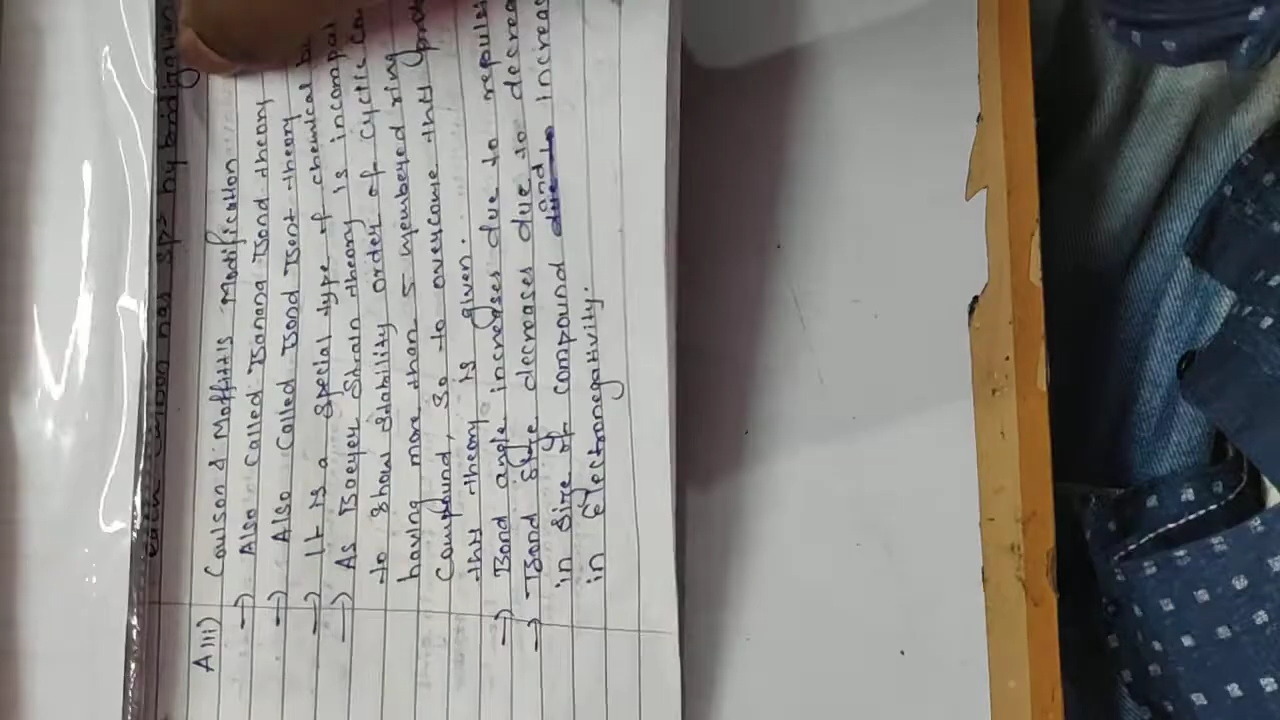 each carbon has sp3 hybridization
A iii) Coulson & Moffitt's Modification
→ Also called Banana Bond theory
→ Also Called Bond Bent theory
→ It is a special type of chemical
→ As Baeyer Strain theory is incompat
to show stability order of cyclic co
having more than 5 membered ring
Compound, So to overcome this
this theory is given.
→ Bond angle increases due to repulsi
→ Bond size decreases due to decrea
in size of compound and increas
in Electronegativity.